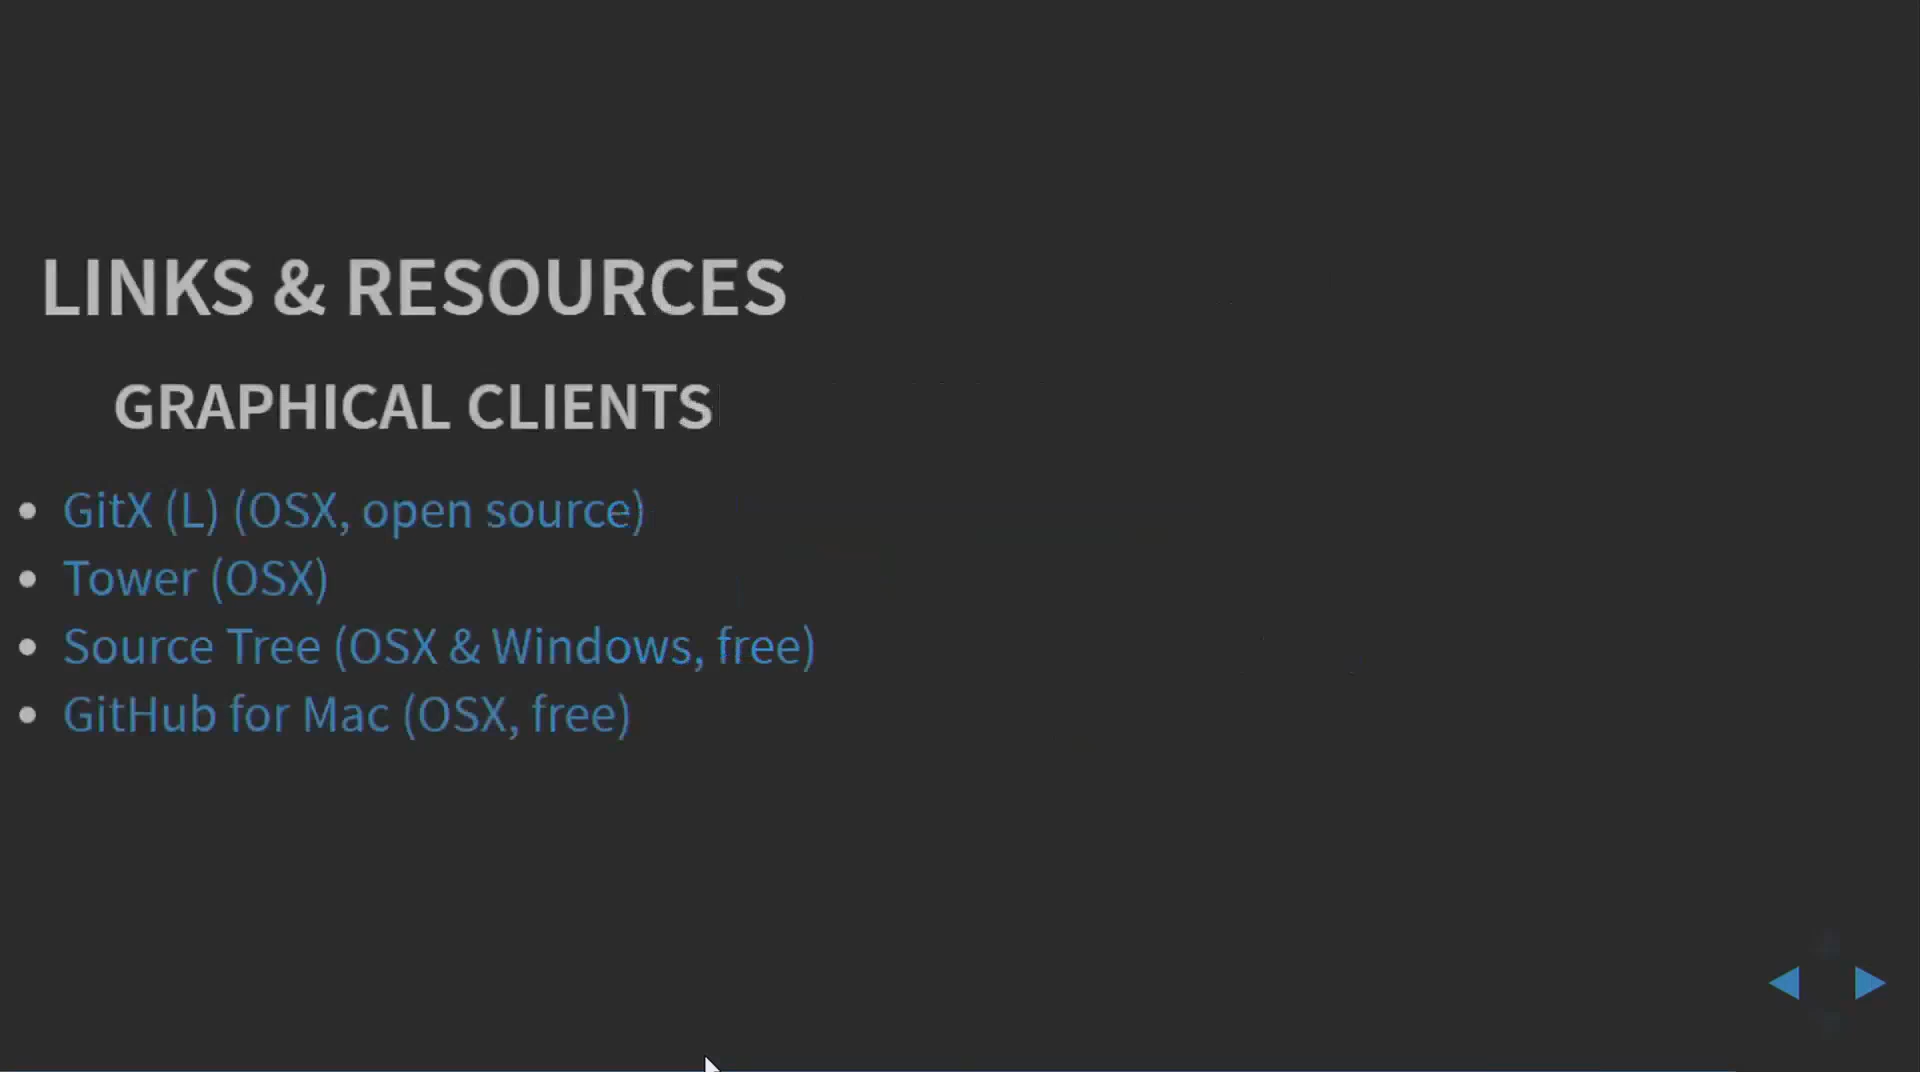 LINKS & RESOURCES
GRAPHICAL CLIENTS
GitX (L) (OSX, open source)
Tower (OSX)
Source Tree (OSX & Windows, free)
GitHub for Mac (OSX, free)